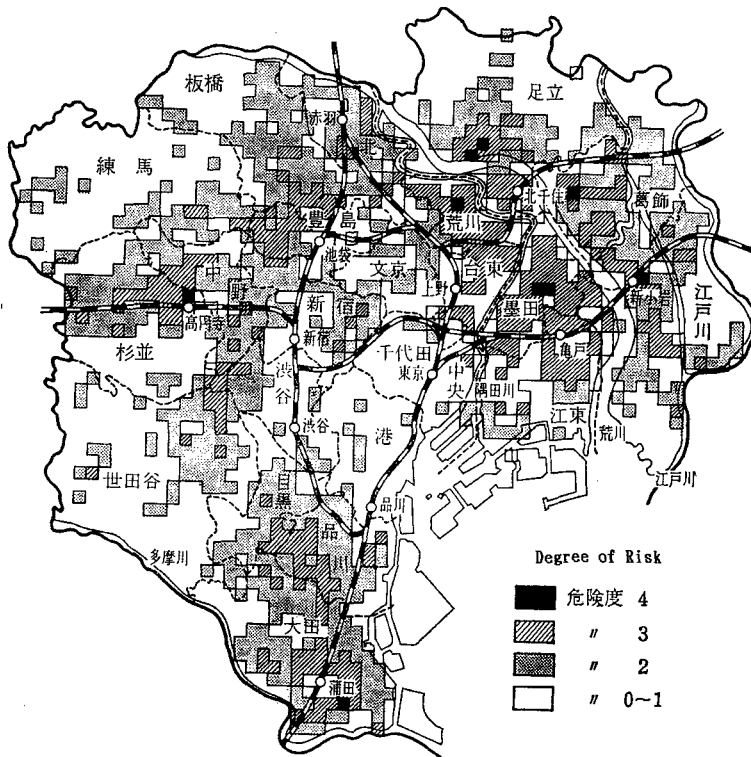 板橋
足立
赤羽
北
練馬
豊島
荒川
北千住
葛飾
池袋
文京
台東
上野
中野
新宿
墨田
新小岩
江戸川
高円寺
杉並
新宿
千代田
亀戸
東京
中央
隅田川
渋谷
江東
荒川
渋谷
港
世田谷
目黒
江戸川
品川
品川
多摩川
大田
蒲田
Degree of Risk
危険度 4
〃 3
〃 2
〃 0~1